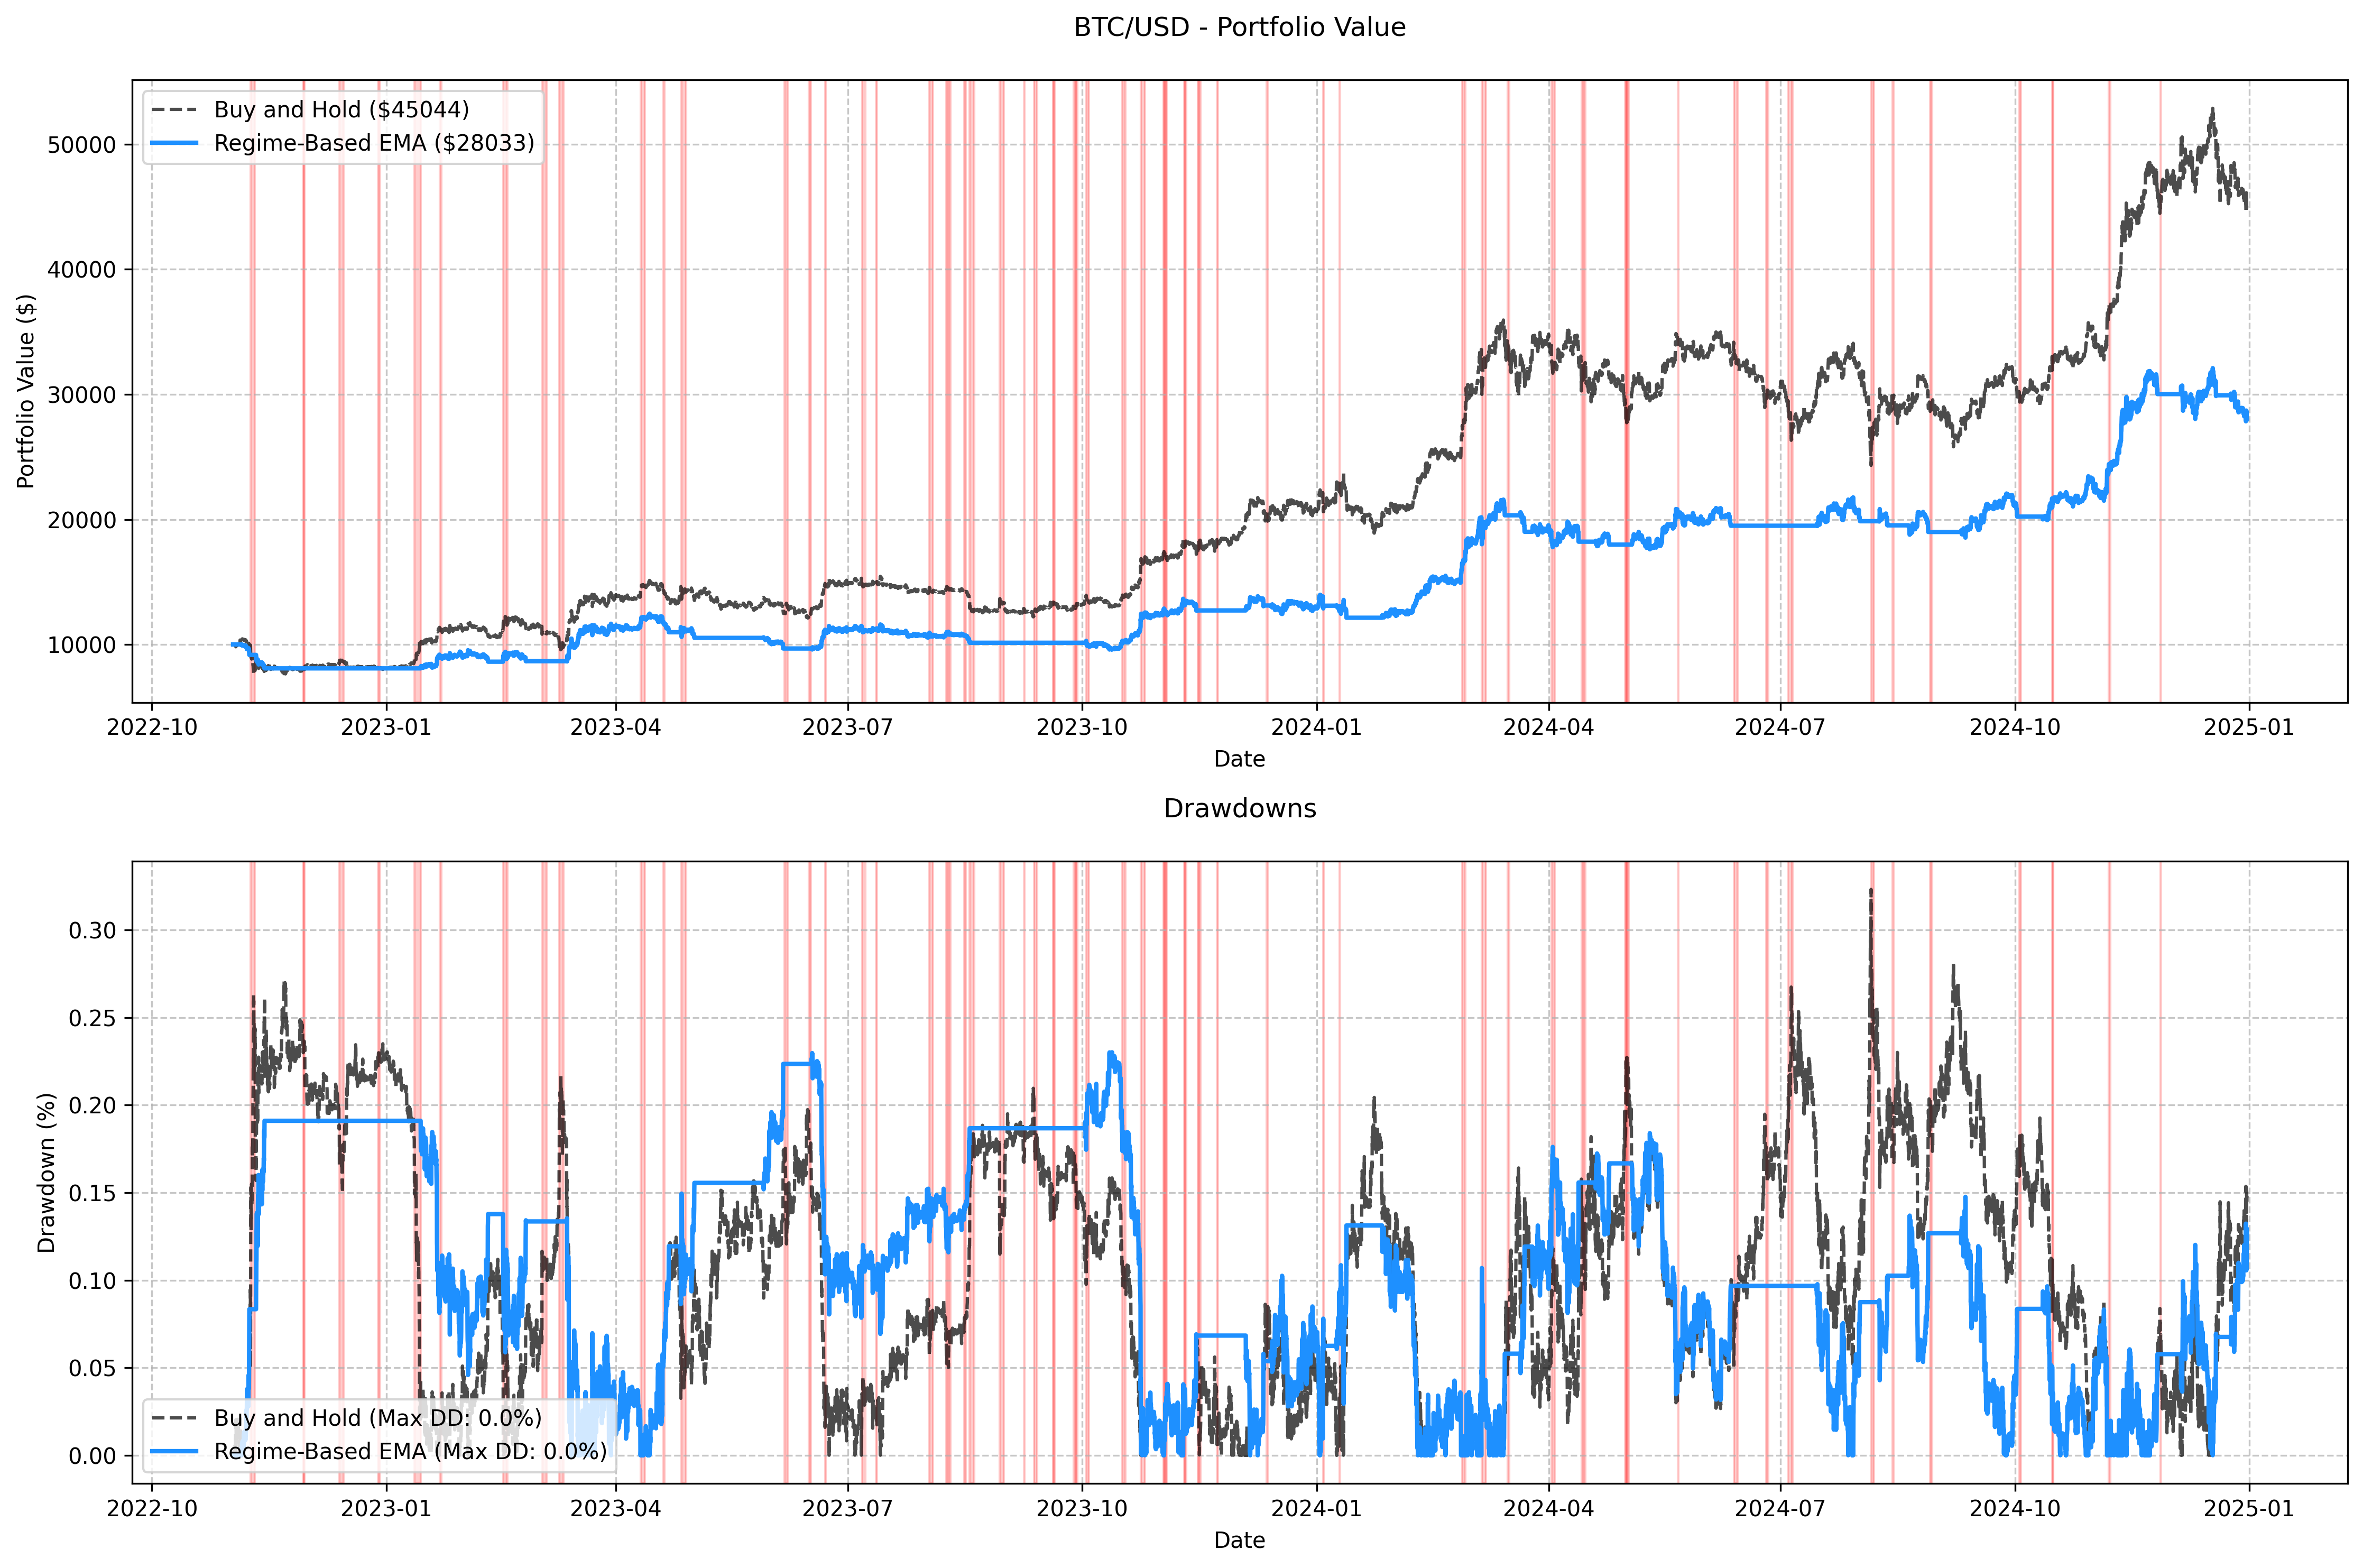 BTC/USD - Portfolio Value
Buy and Hold ($45044)
Regime-Based EMA ($28033)
Portfolio Value ($)
50000
40000
30000
20000
10000
2022-10 2023-01 2023-04 2023-07 2023-10 2024-01 2024-04 2024-07 2024-10 2025-01
Date
Drawdowns
Drawdown (%)
0.30
0.25
0.20
0.15
0.10
0.05
0.00
Buy and Hold (Max DD: 0.0%)
Regime-Based EMA (Max DD: 0.0%)
2022-10 2023-01 2023-04 2023-07 2023-10 2024-01 2024-04 2024-07 2024-10 2025-01
Date